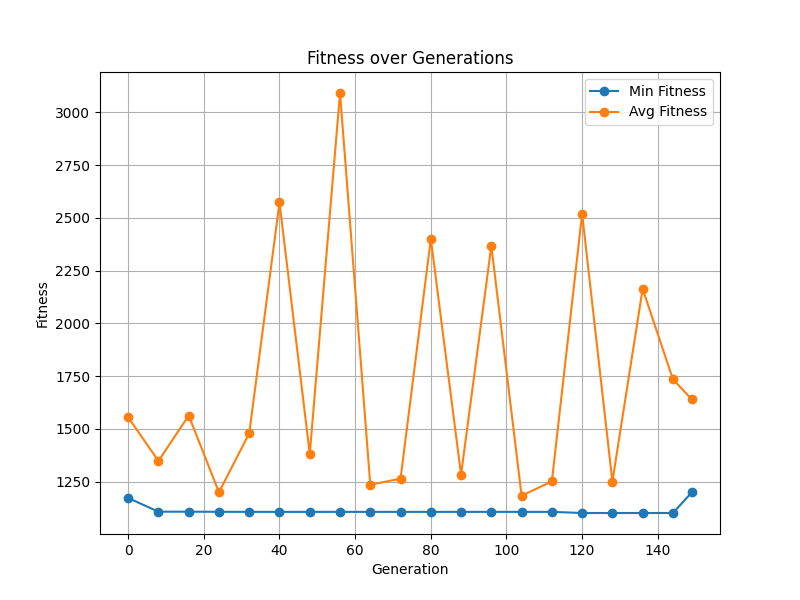 Fitness over Generations
Min Fitness
Avg Fitness
3000
2750
2500
2250
2000
1750
1500
1250
Fitness
0 20 40 60 80 100 120 140
Generation